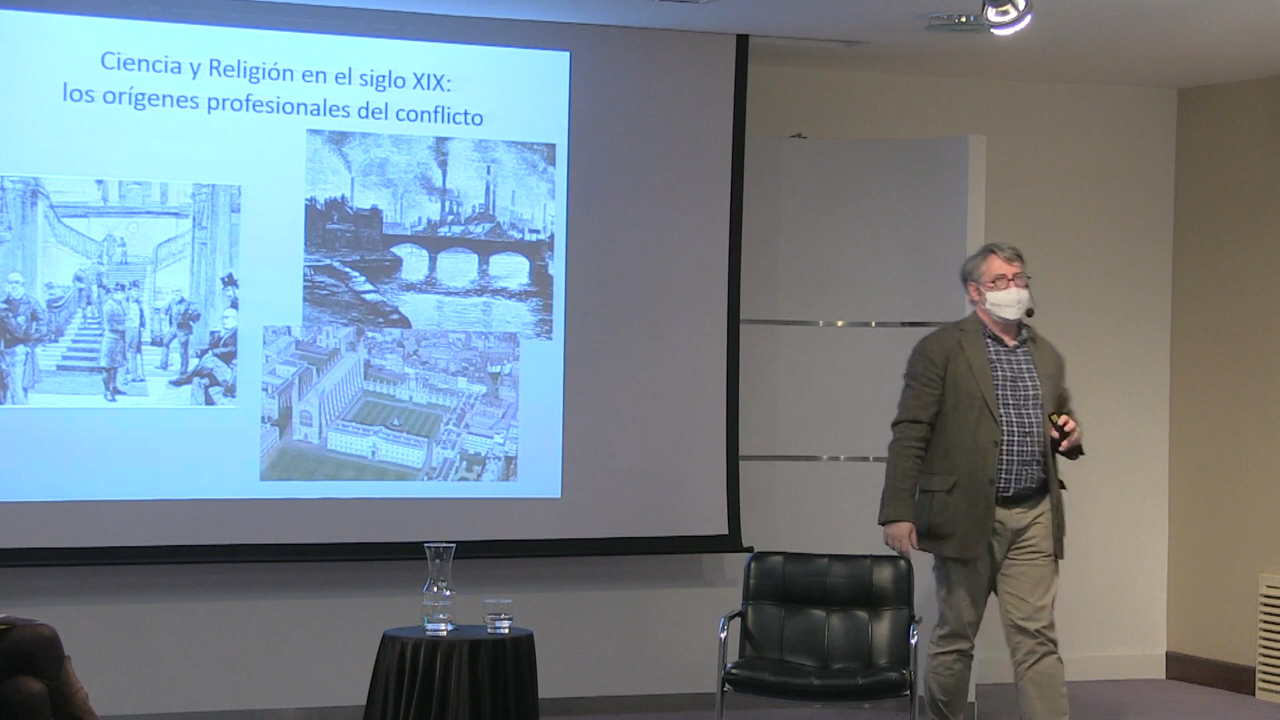 Ciencia y Religión en el siglo XIX:
los orígenes profesionales del conflicto